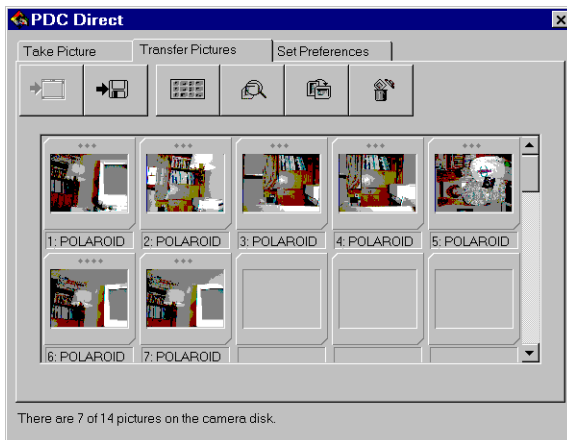 PDC Direct
Take Picture Transfer Pictures Set Preferences
1: POLAROID 2: POLAROID 3: POLAROID 4: POLAROID 5: POLAROID
6: POLAROID 7: POLAROID
There are 7 of 14 pictures on the camera disk.